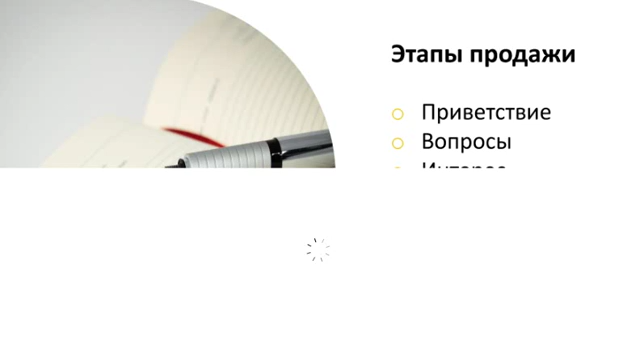 Этапы продажи
Приветствие
Вопросы